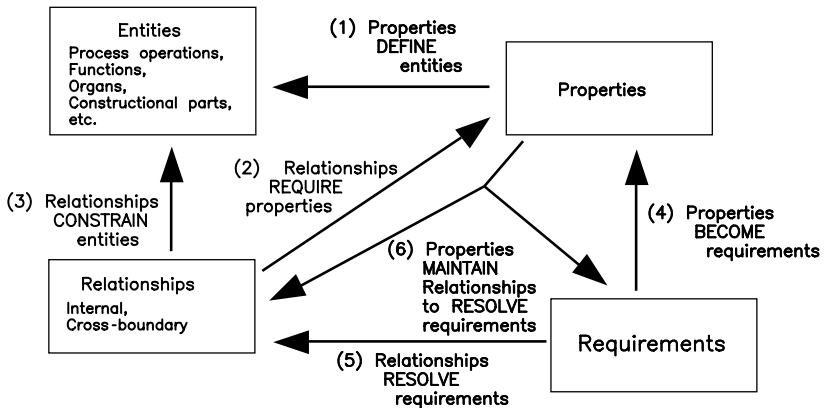 Entities
Process operations,
Functions,
Organs,
Constructional parts,
etc.
(1) Properties
DEFINE
entities
Properties
(2) Relationships
REQUIRE
properties
(3) Relationships
CONSTRAIN
entities
(4) Properties
BECOME
requirements
Relationships
Internal,
Cross-boundary
(6) Properties
MAINTAIN
Relationships
to RESOLVE
requirements
Requirements
(5) Relationships
RESOLVE
requirements